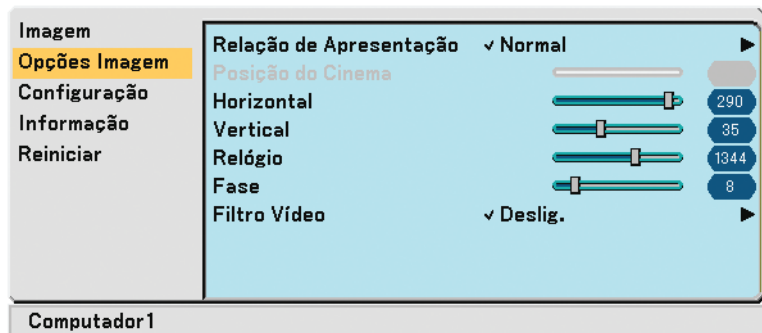 Imagem
Opções Imagem
Configuração
Informação
Reiniciar
Relação de Apresentação ✓ Normal ▶
Posição do Cinema
Horizontal 290
Vertical 35
Relógio 1344
Fase 8
Filtro Vídeo ✓ Deslig. ▶
Computador1